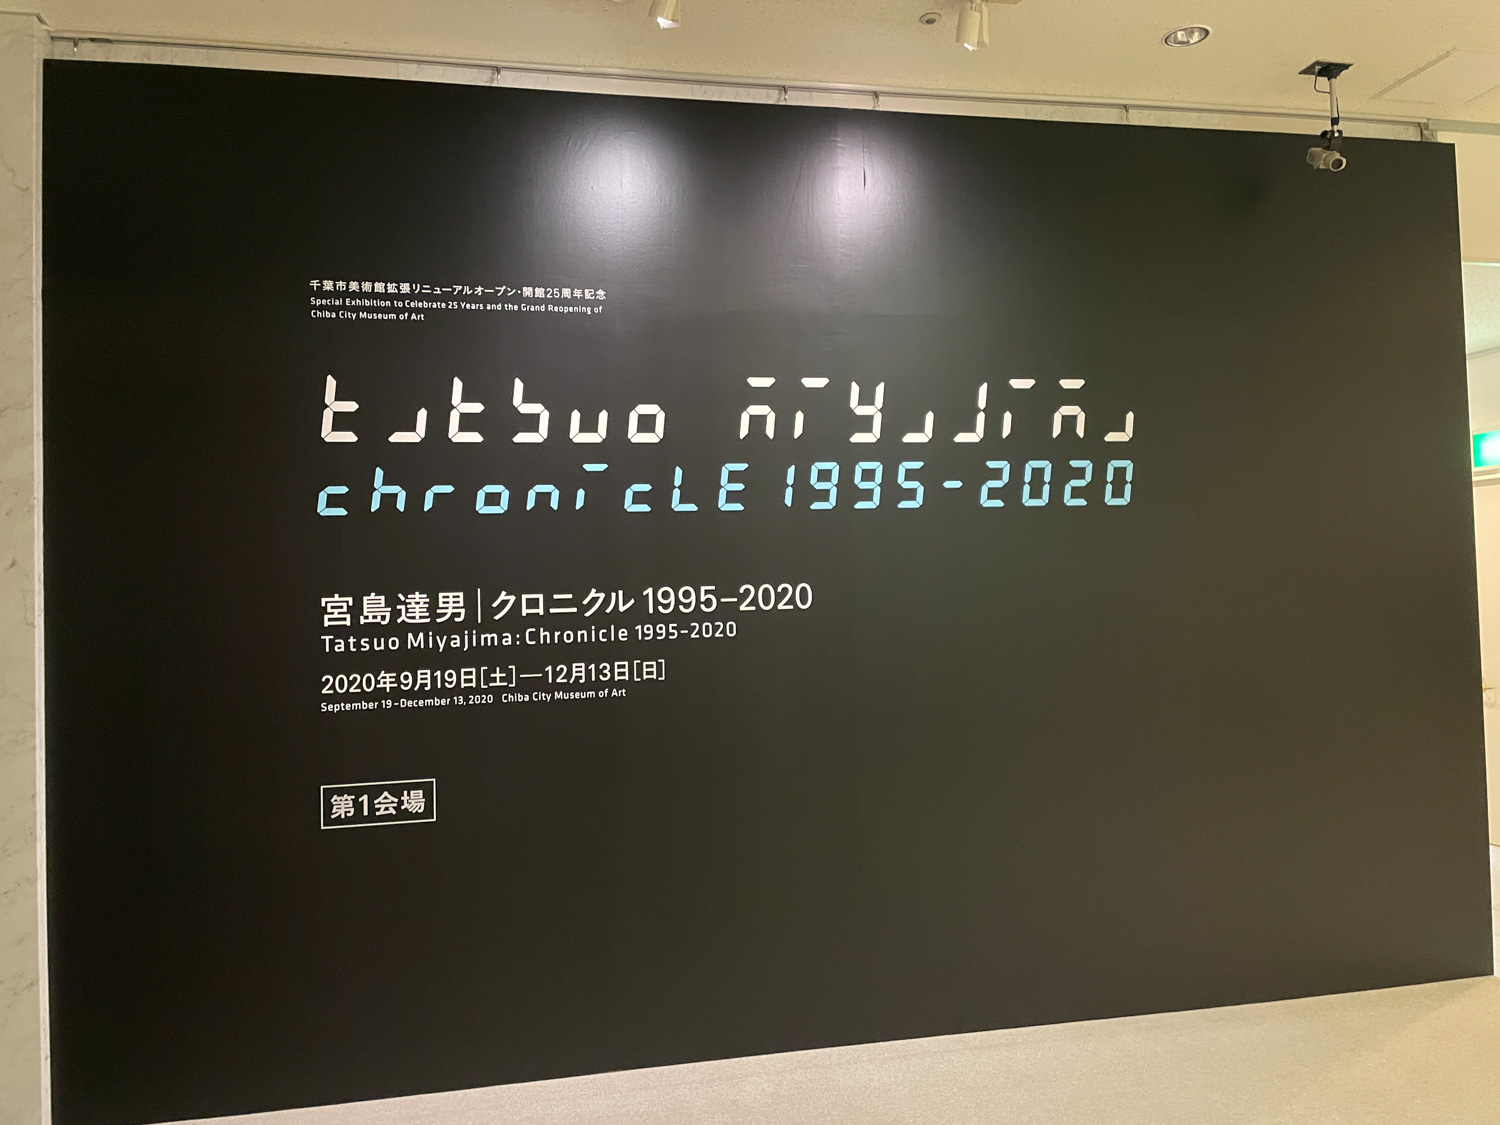 千葉市美術館拡張リニューアルオープン・開館25周年記念
Special Exhibition to Celebrate 25 Years and the Grand Reopening of
Chiba City Museum of Art
tatsuo miyajima
chronicLE 1995-2020
宮島達男|クロニクル 1995–2020
Tatsuo Miyajima: Chronicle 1995-2020
2020年9月19日[土]—12月13日[日]
September 19-December 13, 2020 Chiba City Museum of Art
第1会場